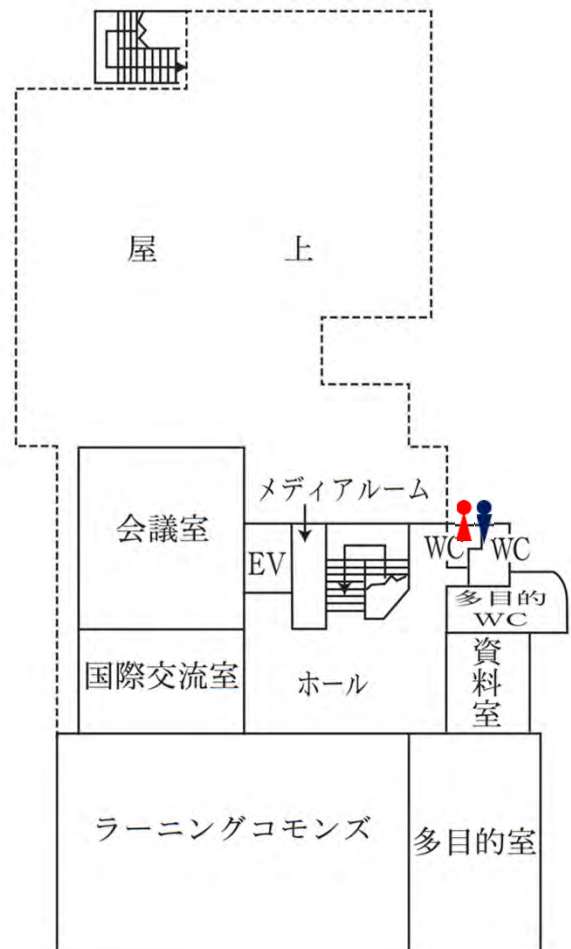 屋上
メディアルーム
会議室
EV
WC
WC
多目的
WC
国際交流室
ホール
資料室
ラーニングコモンズ
多目的室